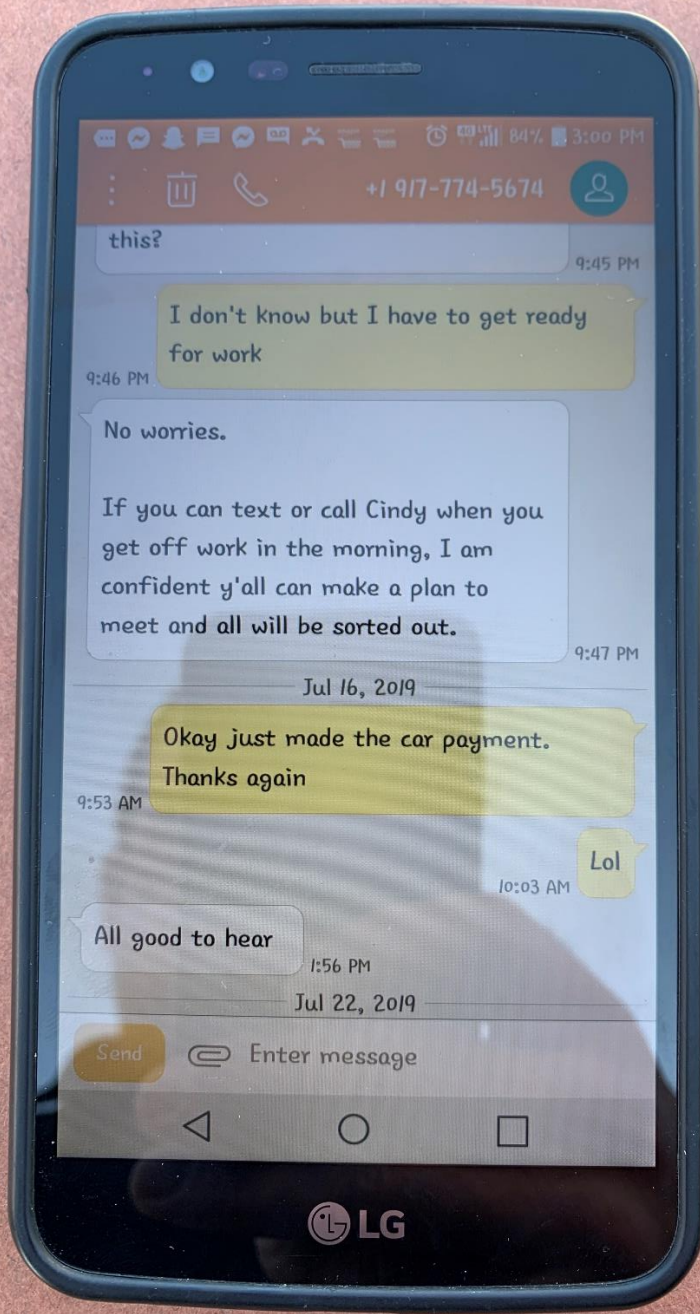 84% 3:00 PM
+1 917-774-5674
this?
9:45 PM
I don't know but I have to get ready
for work
9:46 PM
No worries.
If you can text or call Cindy when you
get off work in the morning, I am
confident y'all can make a plan to
meet and all will be sorted out.
9:47 PM
Jul 16, 2019
Okay just made the car payment.
Thanks again
9:53 AM
Lol
10:03 AM
All good to hear
1:56 PM
Jul 22, 2019
Send Enter message
LG